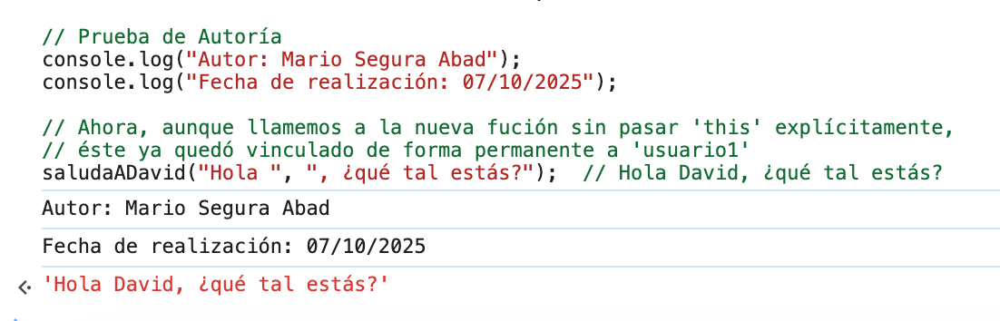 // Prueba de Autoría
console.log("Autor: Mario Segura Abad");
console.log("Fecha de realización: 07/10/2025");
// Ahora, aunque llamemos a la nueva fución sin pasar 'this' explícitamente,
// éste ya quedó vinculado de forma permanente a 'usuario1'
saludaADavid("Hola ", ", ¿qué tal estás?");  // Hola David, ¿qué tal estás?
Autor: Mario Segura Abad
Fecha de realización: 07/10/2025
'Hola David, ¿qué tal estás?'